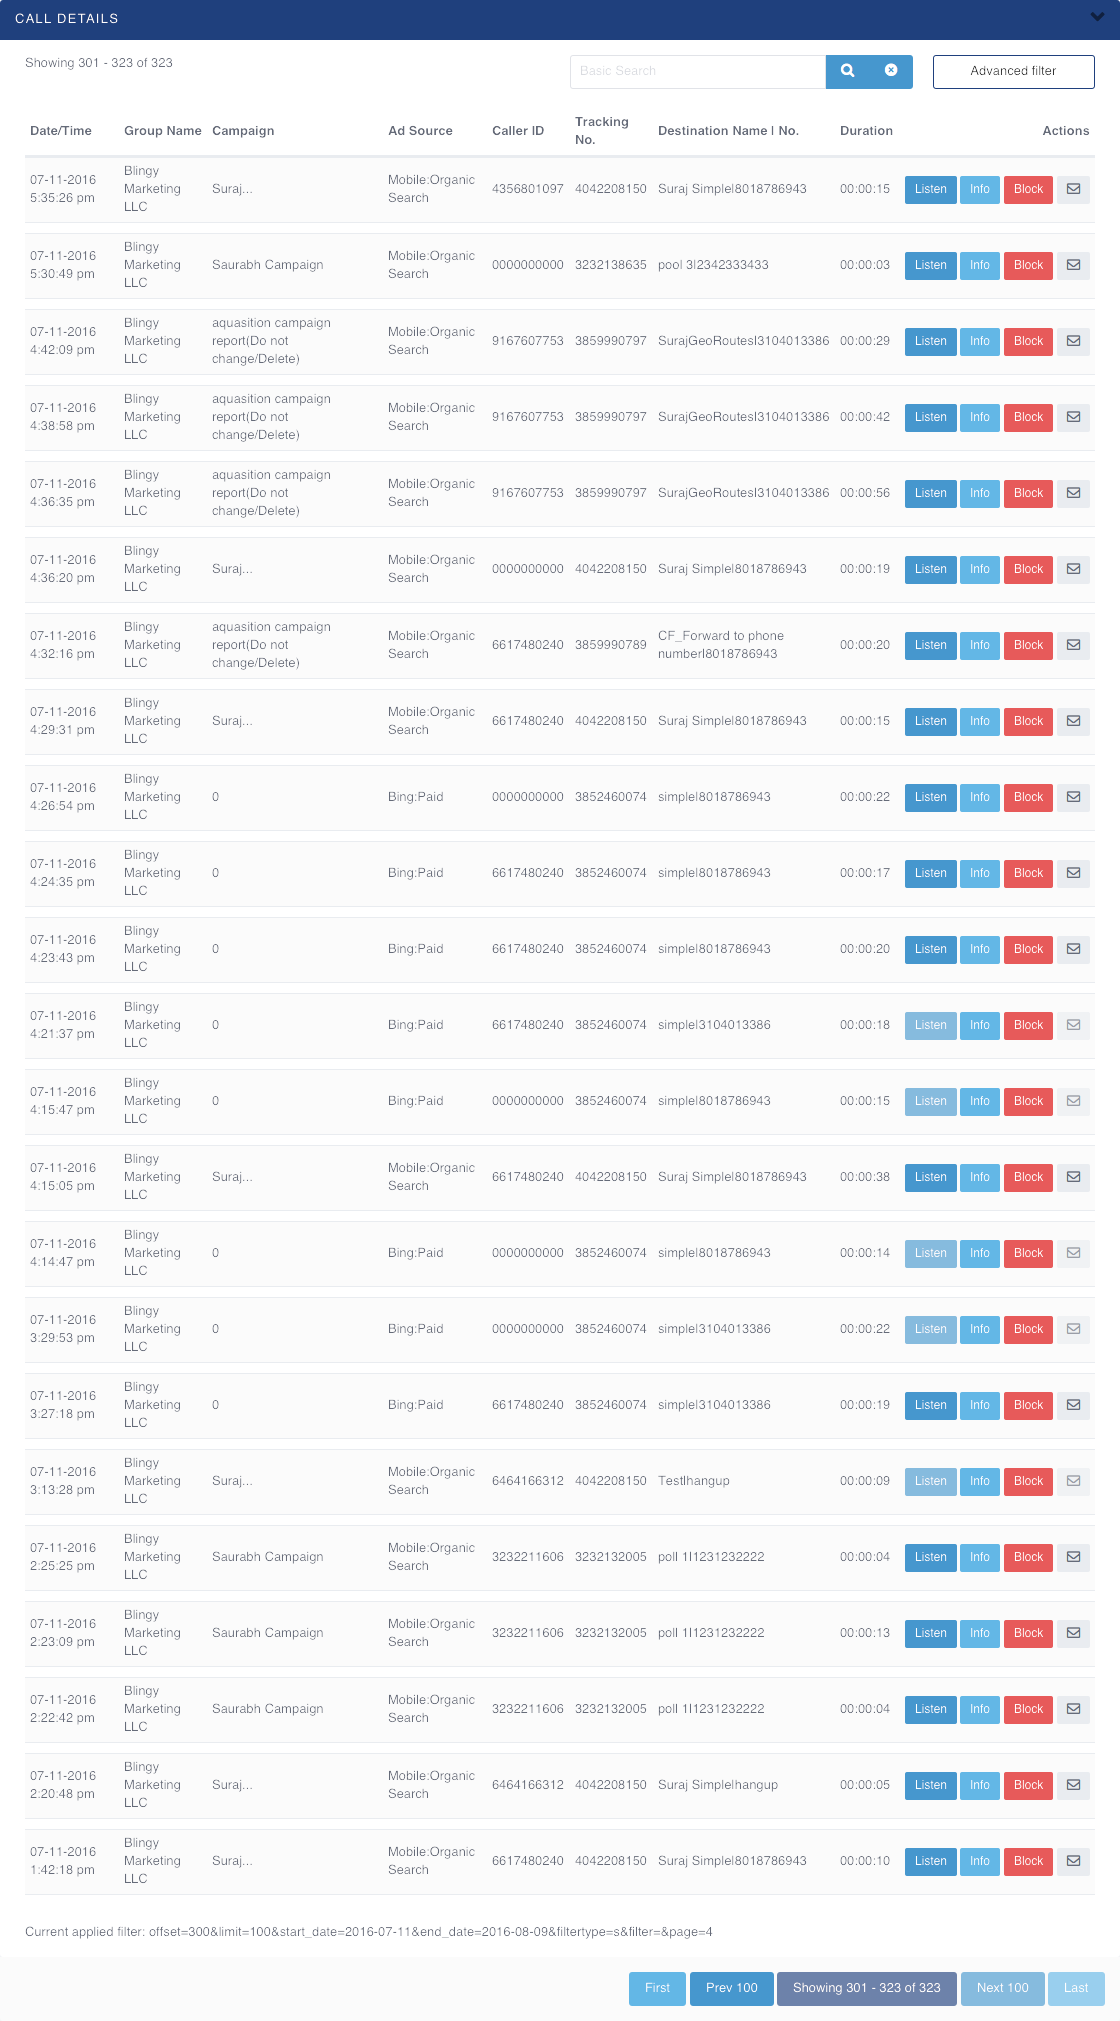 CALL DETAILS
Showing 301 - 323 of 323
Basic Search
Advanced filter
Date/Time Group Name Campaign Ad Source Caller ID Tracking No. Destination Name | No. Duration Actions
07-11-2016 5:35:26 pm Blingy Marketing LLC Suraj... Mobile:Organic Search 4356801097 4042208150 Suraj Simple|8018786943 00:00:15 Listen Info Block
07-11-2016 5:30:49 pm Blingy Marketing LLC Saurabh Campaign Mobile:Organic Search 0000000000 3232138635 pool 3|2342333433 00:00:03 Listen Info Block
07-11-2016 4:42:09 pm Blingy Marketing LLC aquasition campaign report(Do not change/Delete) Mobile:Organic Search 9167607753 3859990797 SurajGeoRoutes|3104013386 00:00:29 Listen Info Block
07-11-2016 4:38:58 pm Blingy Marketing LLC aquasition campaign report(Do not change/Delete) Mobile:Organic Search 9167607753 3859990797 SurajGeoRoutes|3104013386 00:00:42 Listen Info Block
07-11-2016 4:36:35 pm Blingy Marketing LLC aquasition campaign report(Do not change/Delete) Mobile:Organic Search 9167607753 3859990797 SurajGeoRoutes|3104013386 00:00:56 Listen Info Block
07-11-2016 4:36:20 pm Blingy Marketing LLC Suraj... Mobile:Organic Search 0000000000 4042208150 Suraj Simple|8018786943 00:00:19 Listen Info Block
07-11-2016 4:32:16 pm Blingy Marketing LLC aquasition campaign report(Do not change/Delete) Mobile:Organic Search 6617480240 3859990789 CF_Forward to phone number|8018786943 00:00:20 Listen Info Block
07-11-2016 4:29:31 pm Blingy Marketing LLC Suraj... Mobile:Organic Search 6617480240 4042208150 Suraj Simple|8018786943 00:00:15 Listen Info Block
07-11-2016 4:26:54 pm Blingy Marketing LLC 0 Bing:Paid 0000000000 3852460074 simple|8018786943 00:00:22 Listen Info Block
07-11-2016 4:24:35 pm Blingy Marketing LLC 0 Bing:Paid 6617480240 3852460074 simple|8018786943 00:00:17 Listen Info Block
07-11-2016 4:23:43 pm Blingy Marketing LLC 0 Bing:Paid 6617480240 3852460074 simple|8018786943 00:00:20 Listen Info Block
07-11-2016 4:21:37 pm Blingy Marketing LLC 0 Bing:Paid 6617480240 3852460074 simple|3104013386 00:00:18 Listen Info Block
07-11-2016 4:15:47 pm Blingy Marketing LLC 0 Bing:Paid 0000000000 3852460074 simple|8018786943 00:00:15 Listen Info Block
07-11-2016 4:15:05 pm Blingy Marketing LLC Suraj... Mobile:Organic Search 6617480240 4042208150 Suraj Simple|8018786943 00:00:38 Listen Info Block
07-11-2016 4:14:47 pm Blingy Marketing LLC 0 Bing:Paid 0000000000 3852460074 simple|8018786943 00:00:14 Listen Info Block
07-11-2016 3:29:53 pm Blingy Marketing LLC 0 Bing:Paid 0000000000 3852460074 simple|3104013386 00:00:22 Listen Info Block
07-11-2016 3:27:18 pm Blingy Marketing LLC 0 Bing:Paid 6617480240 3852460074 simple|3104013386 00:00:19 Listen Info Block
07-11-2016 3:13:28 pm Blingy Marketing LLC Suraj... Mobile:Organic Search 6464166312 4042208150 Test|hangup 00:00:09 Listen Info Block
07-11-2016 2:25:25 pm Blingy Marketing LLC Saurabh Campaign Mobile:Organic Search 3232211606 3232132005 poll 1|1231232222 00:00:04 Listen Info Block
07-11-2016 2:23:09 pm Blingy Marketing LLC Saurabh Campaign Mobile:Organic Search 3232211606 3232132005 poll 1|1231232222 00:00:13 Listen Info Block
07-11-2016 2:22:42 pm Blingy Marketing LLC Saurabh Campaign Mobile:Organic Search 3232211606 3232132005 poll 1|1231232222 00:00:04 Listen Info Block
07-11-2016 2:20:48 pm Blingy Marketing LLC Suraj... Mobile:Organic Search 6464166312 4042208150 Suraj Simple|hangup 00:00:05 Listen Info Block
07-11-2016 1:42:18 pm Blingy Marketing LLC Suraj... Mobile:Organic Search 6617480240 4042208150 Suraj Simple|8018786943 00:00:10 Listen Info Block
Current applied filter: offset=300&limit=100&start_date=2016-07-11&end_date=2016-08-09&filtertype=s&filter=&page=4
First Prev 100 Showing 301 - 323 of 323 Next 100 Last